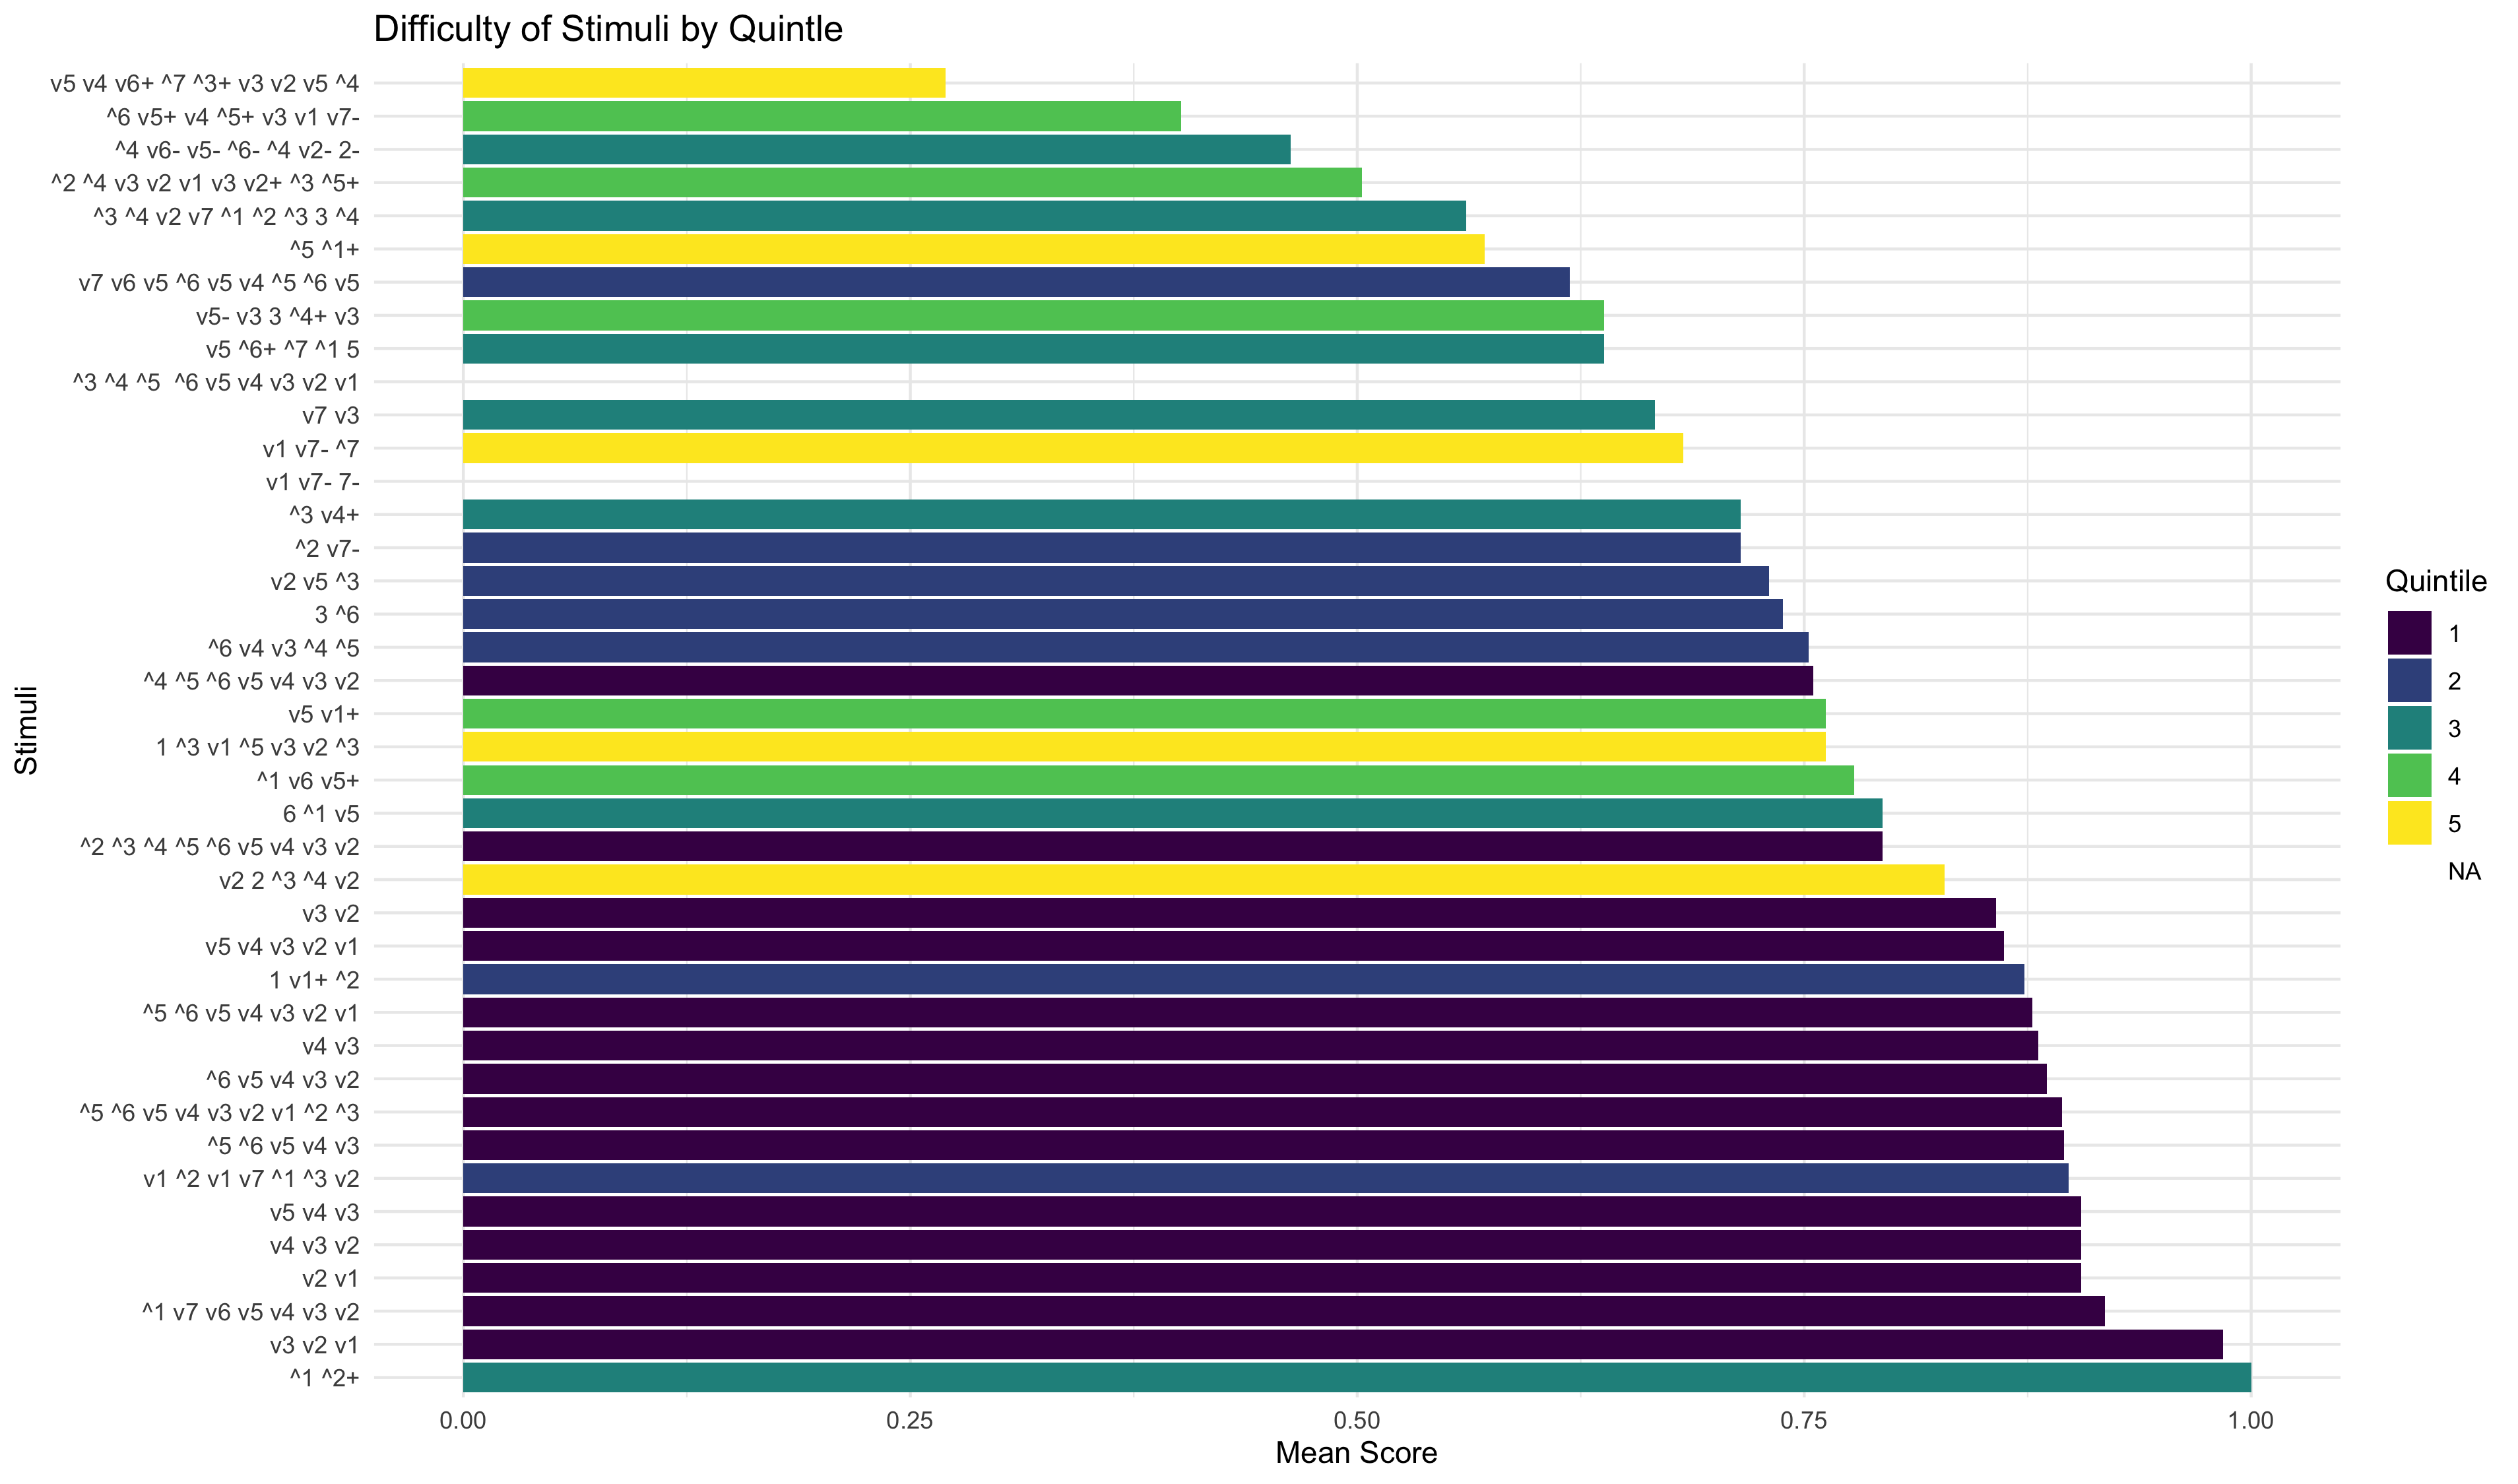 Difficulty of Stimuli by Quintle
v5 v4 v6+ ^7 ^3+ v3 v2 v5 ^4
^6 v5+ v4 ^5+ v3 v1 v7-
^4 v6- v5- ^6- ^4 v2- 2-
^2 ^4 v3 v2 v1 v3 v2+ ^3 ^5+
^3 ^4 v2 v7 ^1 ^2 ^3 3 ^4
^5 ^1+
v7 v6 v5 ^6 v5 v4 ^5 ^6 v5
v5- v3 3 ^4+ v3
v5 ^6+ ^7 ^1 5
^3 ^4 ^5  ^6 v5 v4 v3 v2 v1
v7 v3
v1 v7- ^7
v1 v7- 7-
^3 v4+
^2 v7-
v2 v5 ^3
3 ^6
^6 v4 v3 ^4 ^5
^4 ^5 ^6 v5 v4 v3 v2
v5 v1+
1 ^3 v1 ^5 v3 v2 ^3
^1 v6 v5+
6 ^1 v5
^2 ^3 ^4 ^5 ^6 v5 v4 v3 v2
v2 2 ^3 ^4 v2
v3 v2
v5 v4 v3 v2 v1
1 v1+ ^2
^5 ^6 v5 v4 v3 v2 v1
v4 v3
^6 v5 v4 v3 v2
^5 ^6 v5 v4 v3 v2 v1 ^2 ^3
^5 ^6 v5 v4 v3
v1 ^2 v1 v7 ^1 ^3 v2
v5 v4 v3
v4 v3 v2
v2 v1
^1 v7 v6 v5 v4 v3 v2
v3 v2 v1
^1 ^2+
Stimuli
0.00 0.25 0.50 0.75 1.00
Mean Score
Quintile
1
2
3
4
5
NA